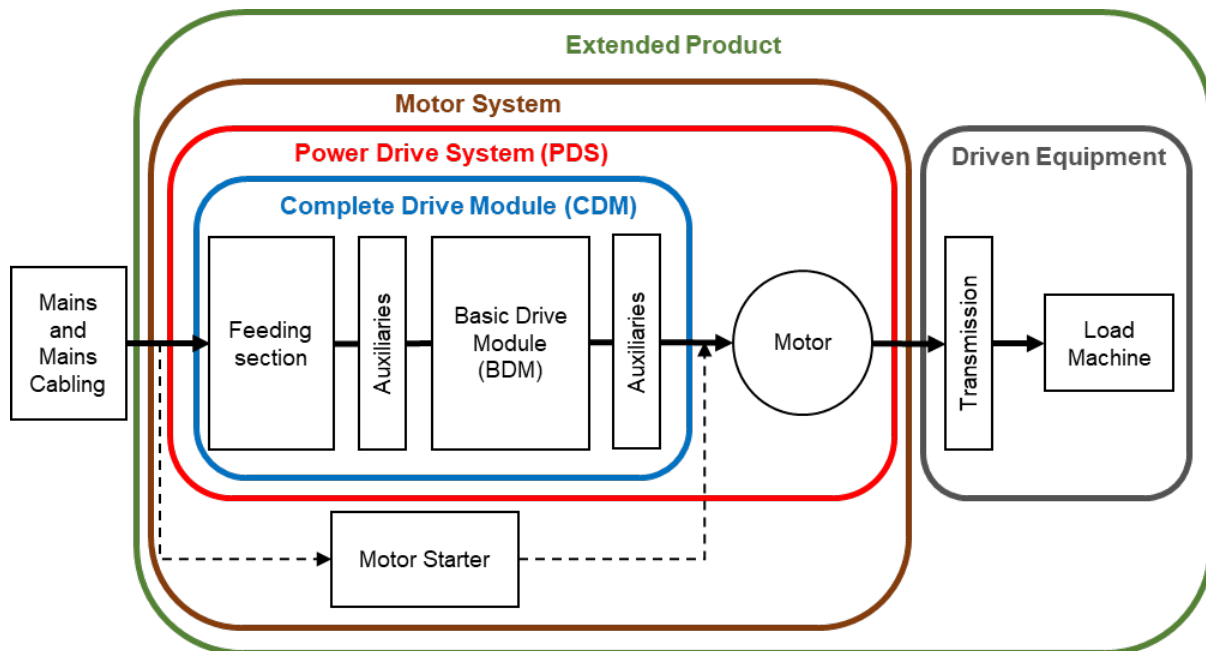 Extended Product
Motor System
Power Drive System (PDS)
Driven Equipment
Complete Drive Module (CDM)
Mains
and
Mains
Cabling
Feeding
section
Auxiliaries
Basic Drive
Module
(BDM)
Auxiliaries
Motor
Transmission
Load
Machine
Motor Starter